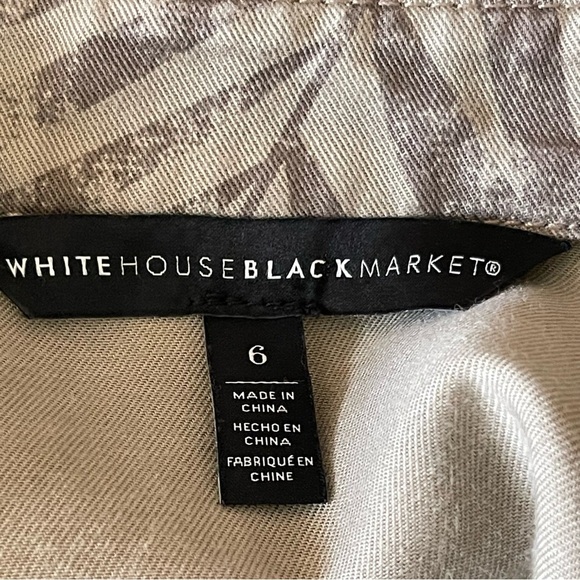 WHITEHOUSEBLACKMARKET®
6
MADE IN
CHINA
HECHO EN
CHINA
FABRIQUÉ EN
CHINE